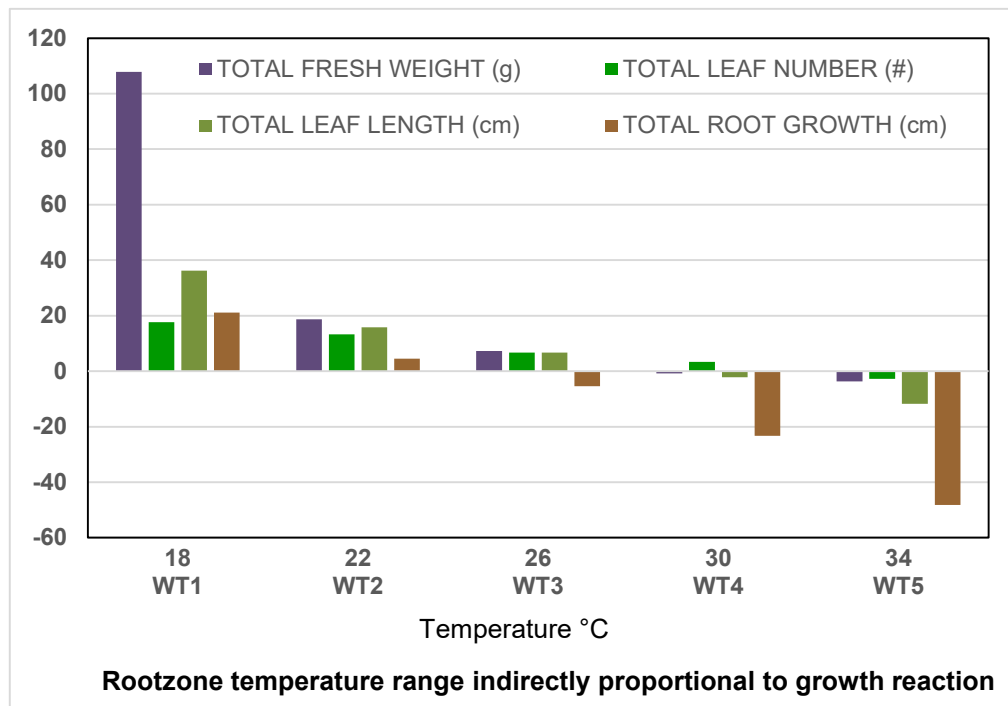 120
100
80
60
40
20
0
-20
-40
-60
TOTAL FRESH WEIGHT (g)
TOTAL LEAF NUMBER (#)
TOTAL LEAF LENGTH (cm)
TOTAL ROOT GROWTH (cm)
18 22 26 30 34
WT1 WT2 WT3 WT4 WT5
Temperature °C
Rootzone temperature range indirectly proportional to growth reaction